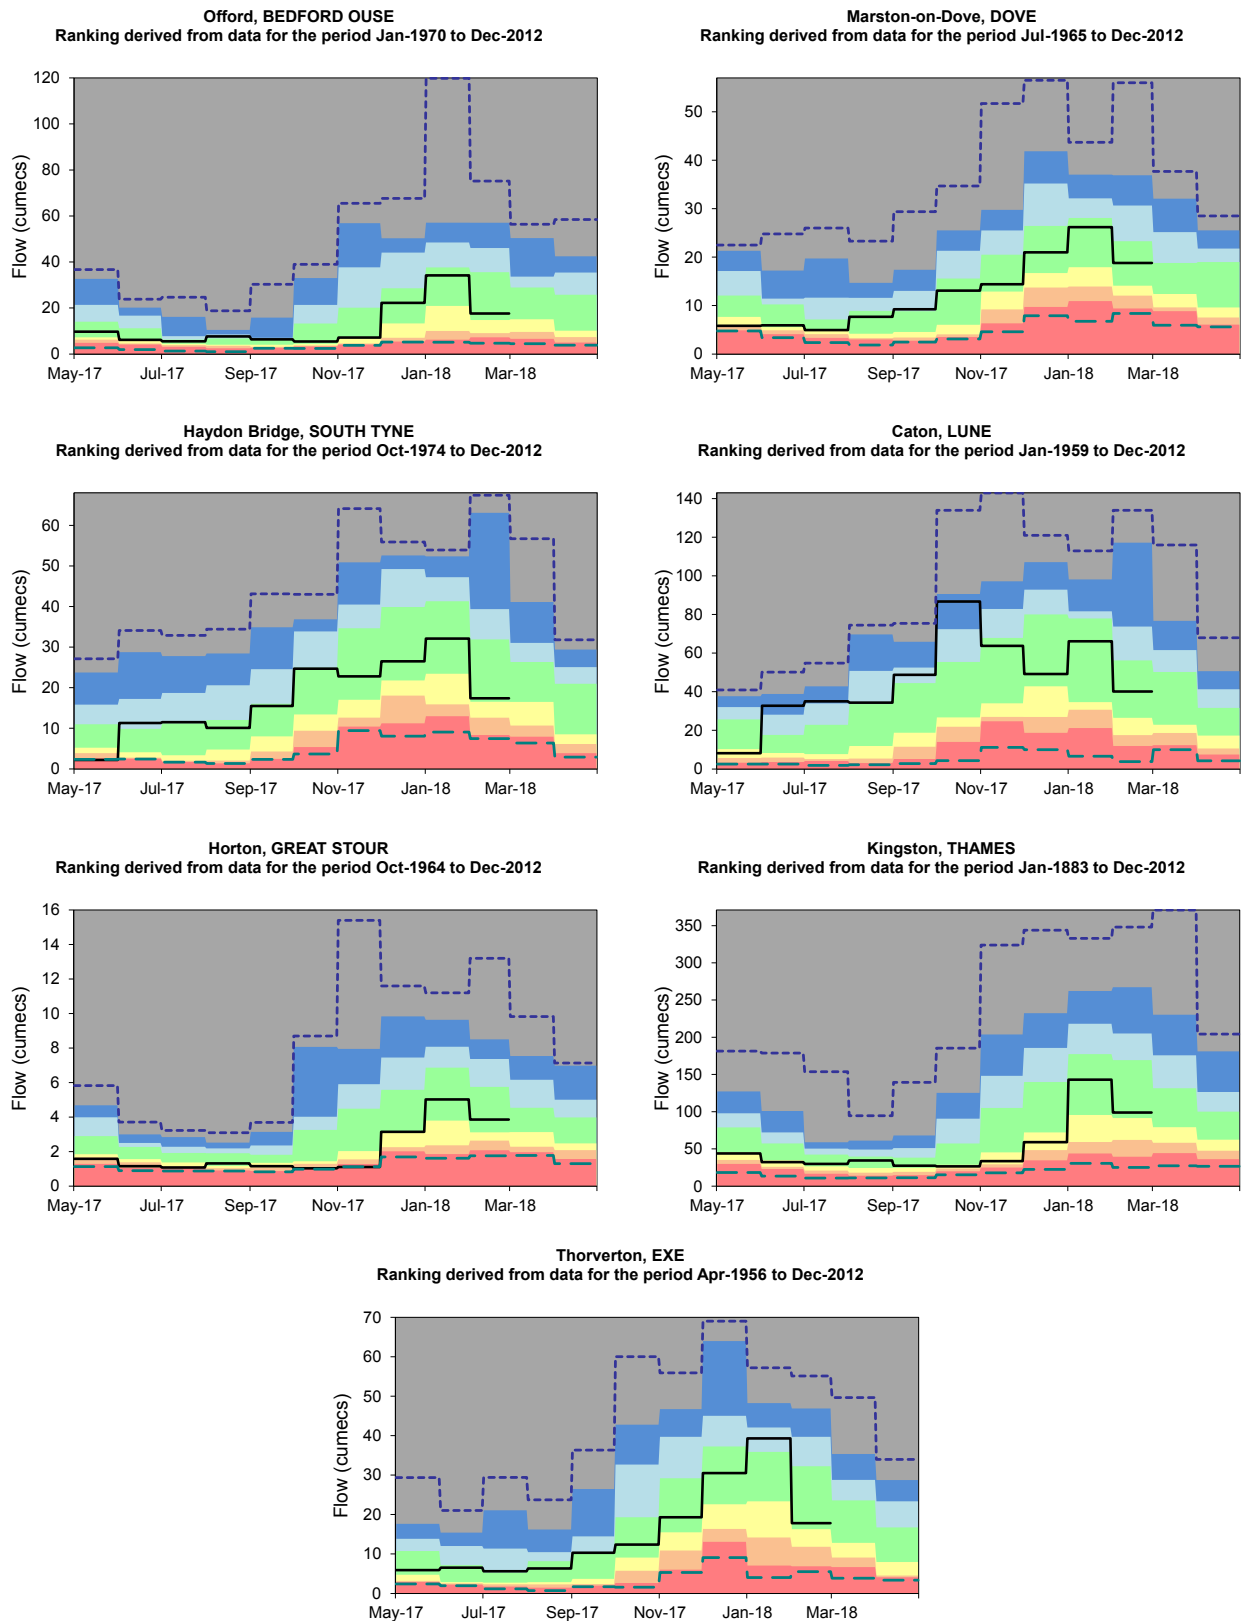 Offord, BEDFORD OUSE
Ranking derived from data for the period Jan-1970 to Dec-2012
120
100
80
60
40
20
0
Flow (cumecs)
May-17 Jul-17 Sep-17 Nov-17 Jan-18 Mar-18
Marston-on-Dove, DOVE
Ranking derived from data for the period Jul-1965 to Dec-2012
50
40
30
20
10
0
Flow (cumecs)
May-17 Jul-17 Sep-17 Nov-17 Jan-18 Mar-18
Haydon Bridge, SOUTH TYNE
Ranking derived from data for the period Oct-1974 to Dec-2012
60
50
40
30
20
10
0
Flow (cumecs)
May-17 Jul-17 Sep-17 Nov-17 Jan-18 Mar-18
Caton, LUNE
Ranking derived from data for the period Jan-1959 to Dec-2012
140
120
100
80
60
40
20
0
Flow (cumecs)
May-17 Jul-17 Sep-17 Nov-17 Jan-18 Mar-18
Horton, GREAT STOUR
Ranking derived from data for the period Oct-1964 to Dec-2012
16
14
12
10
8
6
4
2
0
Flow (cumecs)
May-17 Jul-17 Sep-17 Nov-17 Jan-18 Mar-18
Kingston, THAMES
Ranking derived from data for the period Jan-1883 to Dec-2012
350
300
250
200
150
100
50
0
Flow (cumecs)
May-17 Jul-17 Sep-17 Nov-17 Jan-18 Mar-18
Thorverton, EXE
Ranking derived from data for the period Apr-1956 to Dec-2012
70
60
50
40
30
20
10
0
Flow (cumecs)
May-17 Jul-17 Sep-17 Nov-17 Jan-18 Mar-18